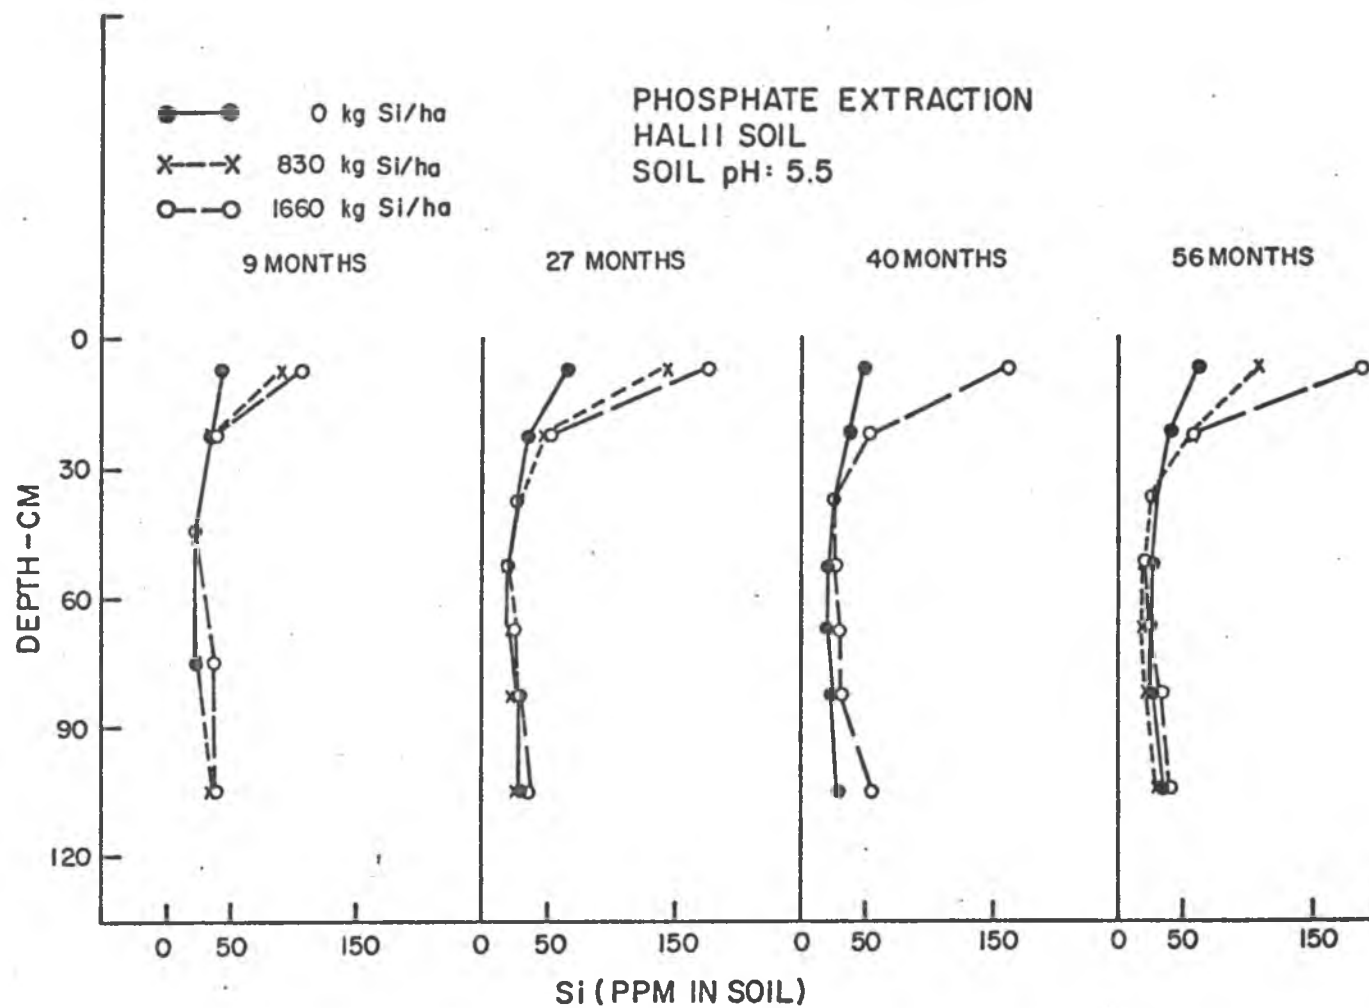 0 kg Si/ha
830 kg Si/ha
1660 kg Si/ha
PHOSPHATE EXTRACTION
HALII SOIL
SOIL pH: 5.5
9 MONTHS
27 MONTHS
40 MONTHS
56 MONTHS
0
30
60
90
120
DEPTH-CM
0 50 150
0 50 150
0 50 150
0 50 150
Si (PPM IN SOIL)